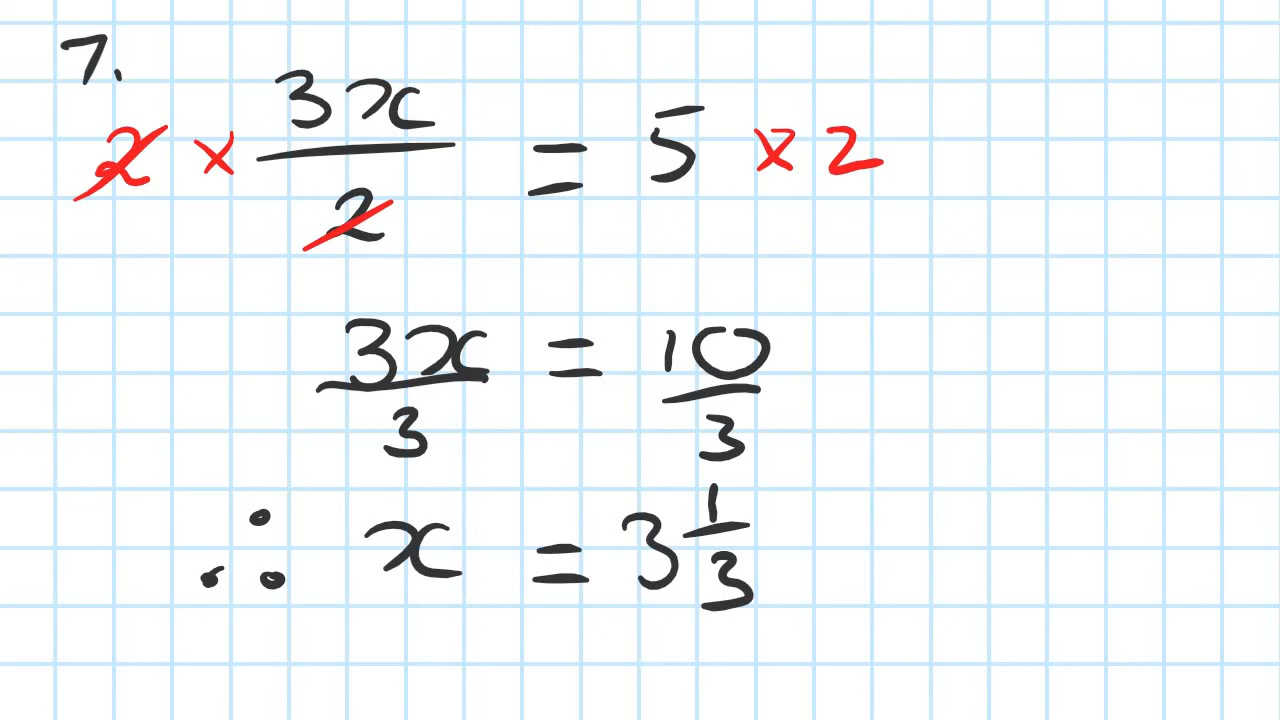 7.
2 × 3x/2 = 5 × 2
3x/3 = 10/3
∴ x = 3 1/3